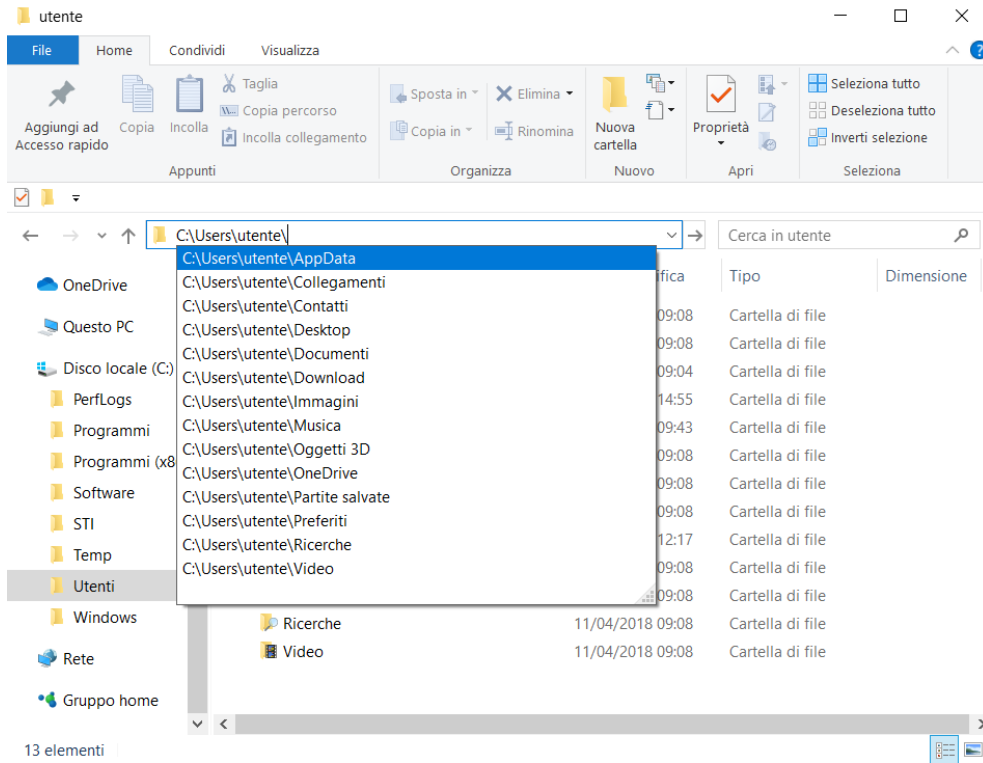 utente
File Home Condividi Visualizza
Aggiungi ad Accesso rapido
Copia
Incolla
Taglia
Copia percorso
Incolla collegamento
Appunti
Sposta in
Copia in
Elimina
Rinomina
Organizza
Nuova cartella
Nuovo
Proprietà
Apri
Seleziona tutto
Deseleziona tutto
Inverti selezione
Seleziona
C:\Users\utente\
Cerca in utente
Tipo Dimensione
C:\Users\utente\AppData
C:\Users\utente\Collegamenti
C:\Users\utente\Contatti
C:\Users\utente\Desktop
C:\Users\utente\Documenti
C:\Users\utente\Download
C:\Users\utente\Immagini
C:\Users\utente\Musica
C:\Users\utente\Oggetti 3D
C:\Users\utente\OneDrive
C:\Users\utente\Partite salvate
C:\Users\utente\Preferiti
C:\Users\utente\Ricerche
C:\Users\utente\Video
OneDrive
Questo PC
Disco locale (C:)
PerfLogs
Programmi
Programmi (x8
Software
STI
Temp
Utenti
Windows
Rete
Gruppo home
09:08 Cartella di file
09:08 Cartella di file
09:04 Cartella di file
14:55 Cartella di file
09:43 Cartella di file
09:08 Cartella di file
09:08 Cartella di file
09:08 Cartella di file
12:17 Cartella di file
09:08 Cartella di file
09:08 Cartella di file
Ricerche 11/04/2018 09:08 Cartella di file
Video 11/04/2018 09:08 Cartella di file
13 elementi